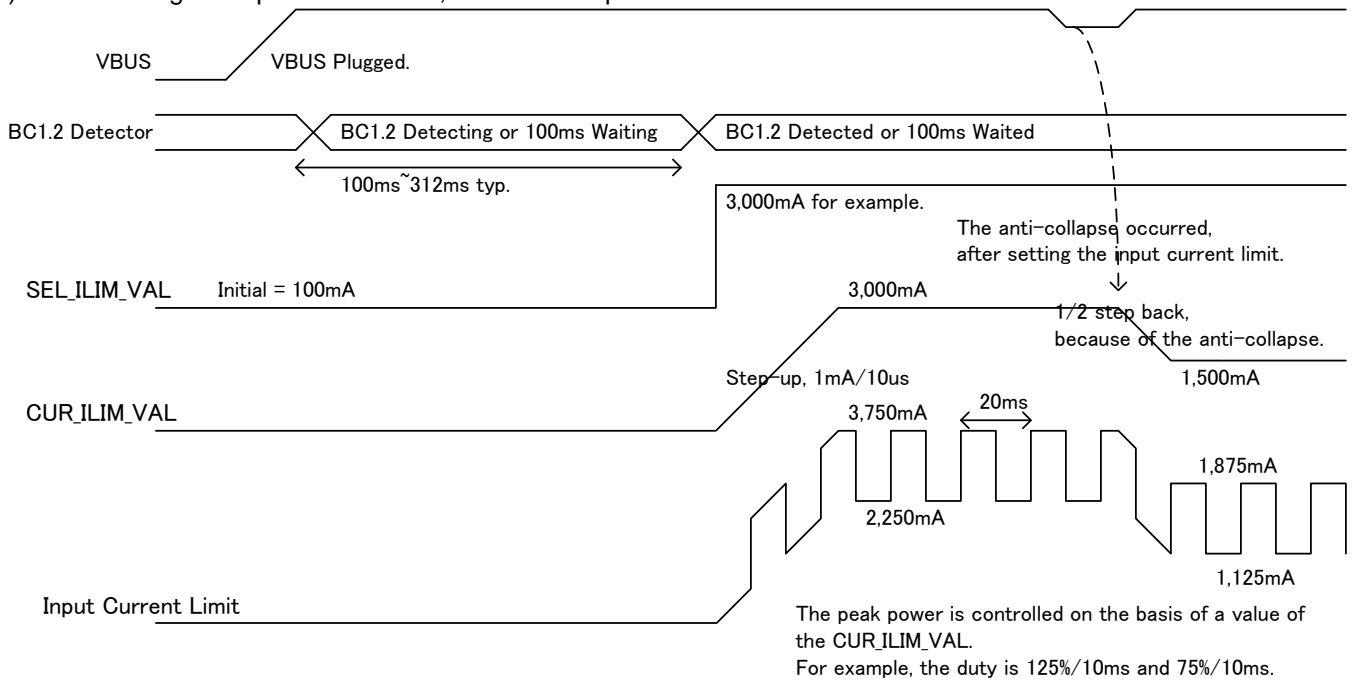 VBUS
VBUS Plugged.
BC1.2 Detector
BC1.2 Detecting or 100ms Waiting
BC1.2 Detected or 100ms Waited
100ms~312ms typ.
3,000mA for example.
The anti-collapse occurred,
after setting the input current limit.
SEL_ILIM_VAL
Initial = 100mA
3,000mA
1/2 step back,
because of the anti-collapse.
Step-up, 1mA/10us
1,500mA
CUR_ILIM_VAL
3,750mA
20ms
1,875mA
2,250mA
1,125mA
Input Current Limit
The peak power is controlled on the basis of a value of
the CUR_ILIM_VAL.
For example, the duty is 125%/10ms and 75%/10ms.